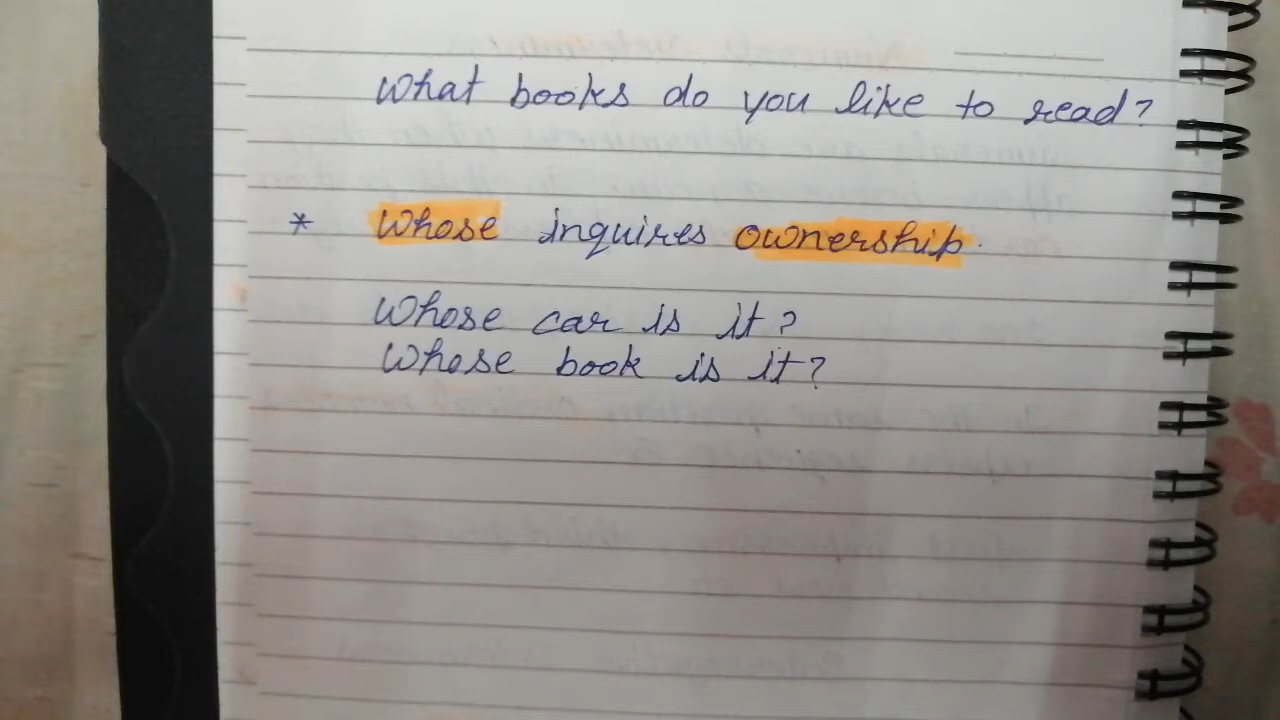 What books do you like to read?
* Whose inquires ownership.
Whose car is it?
Whose book is it?